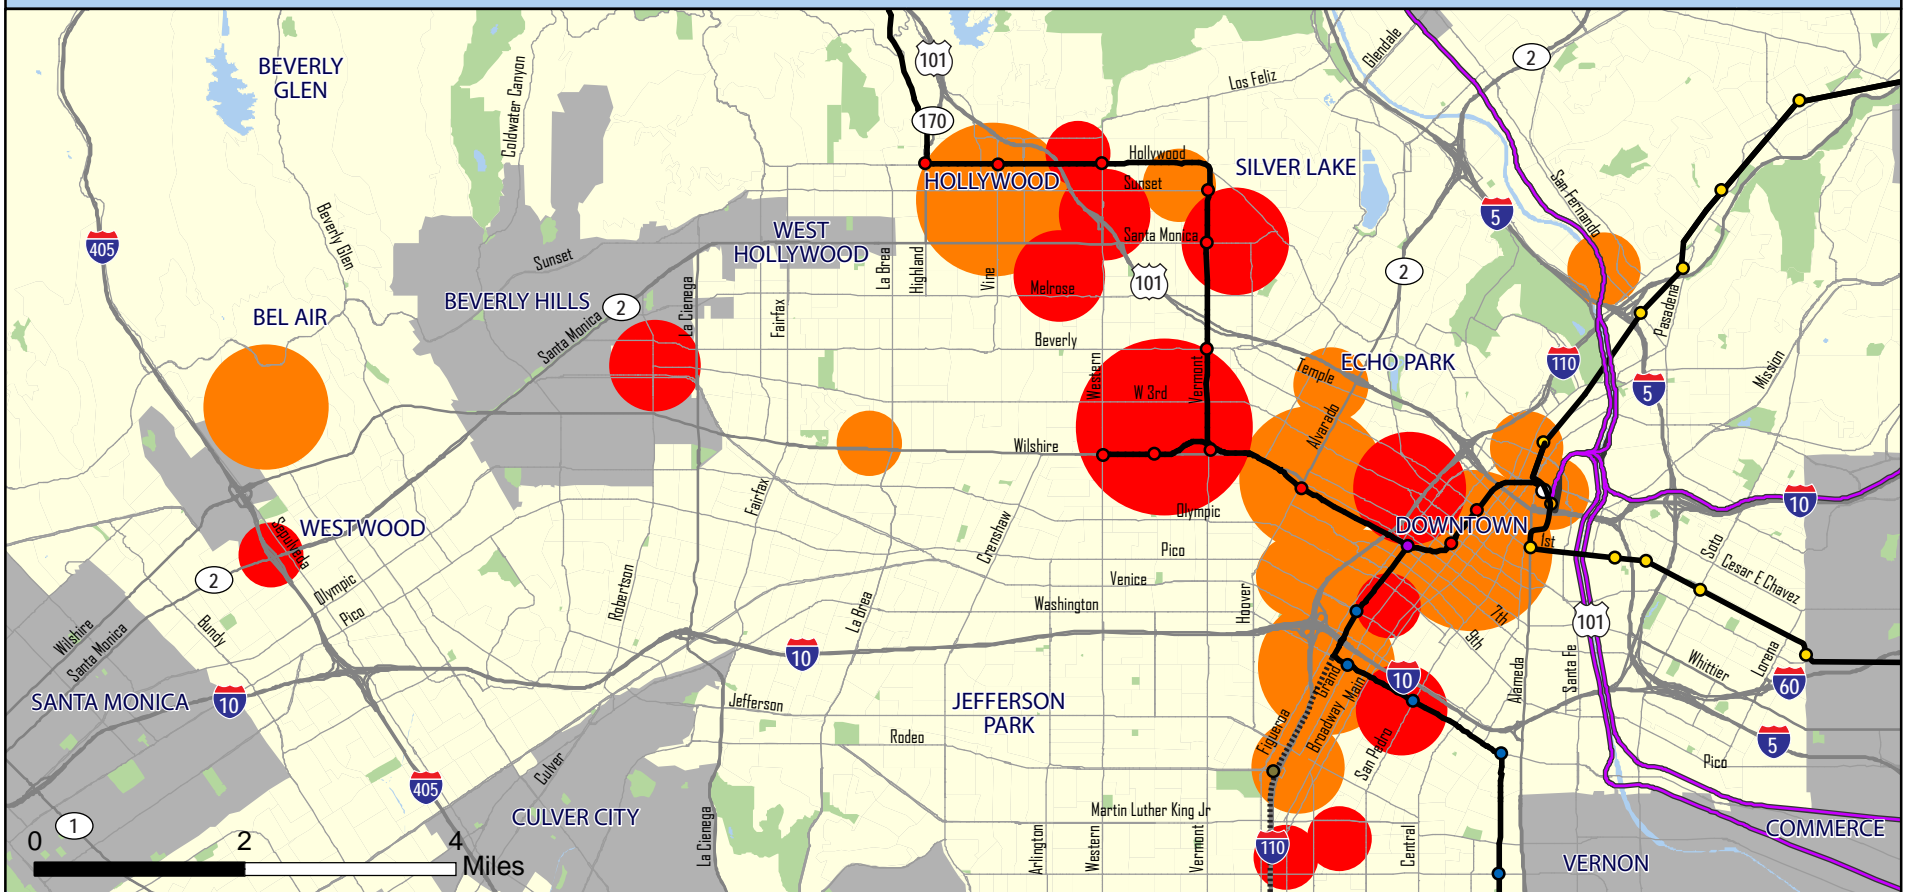 BEVERLY
GLEN
Coldwater Canyon
101
170
Los Feliz
Glendale
2
HOLLYWOOD
Hollywood
Sunset
SILVER LAKE
San Fernando
5
405
Beverly Glen
Sunset
WEST
HOLLYWOOD
La Brea
Highland
Vine
Santa Monica
101
2
BEVERLY HILLS
2
Santa Monica
La Cienega
Fairfax
Melrose
Pasadena
BEL AIR
Beverly
Western
W 3rd
Vermont
Temple
ECHO PARK
110
5
Mission
Alvarado
Wilshire
Fairfax
Olympic
Crenshaw
WESTWOOD
Sepulveda
DOWNTOWN
1st
10
Soto
Cesar E Chavez
2
Olympic
Pico
Robertson
Pico
Venice
Washington
La Brea
Hoover
7th
9th
101
Wilshire
Santa Monica
Bundy
10
Whittier
Lorena
60
SANTA MONICA
10
Jefferson
JEFFERSON
PARK
Rodeo
Grand
Main
Broadway
Figueroa
San Pedro
10
Alameda
Santa Fe
5
Pico
Culver
405
CULVER CITY
La Cienega
Martin Luther King Jr
Arlington
Western
Vermont
110
Central
VERNON
COMMERCE
1
0 2 4
Miles